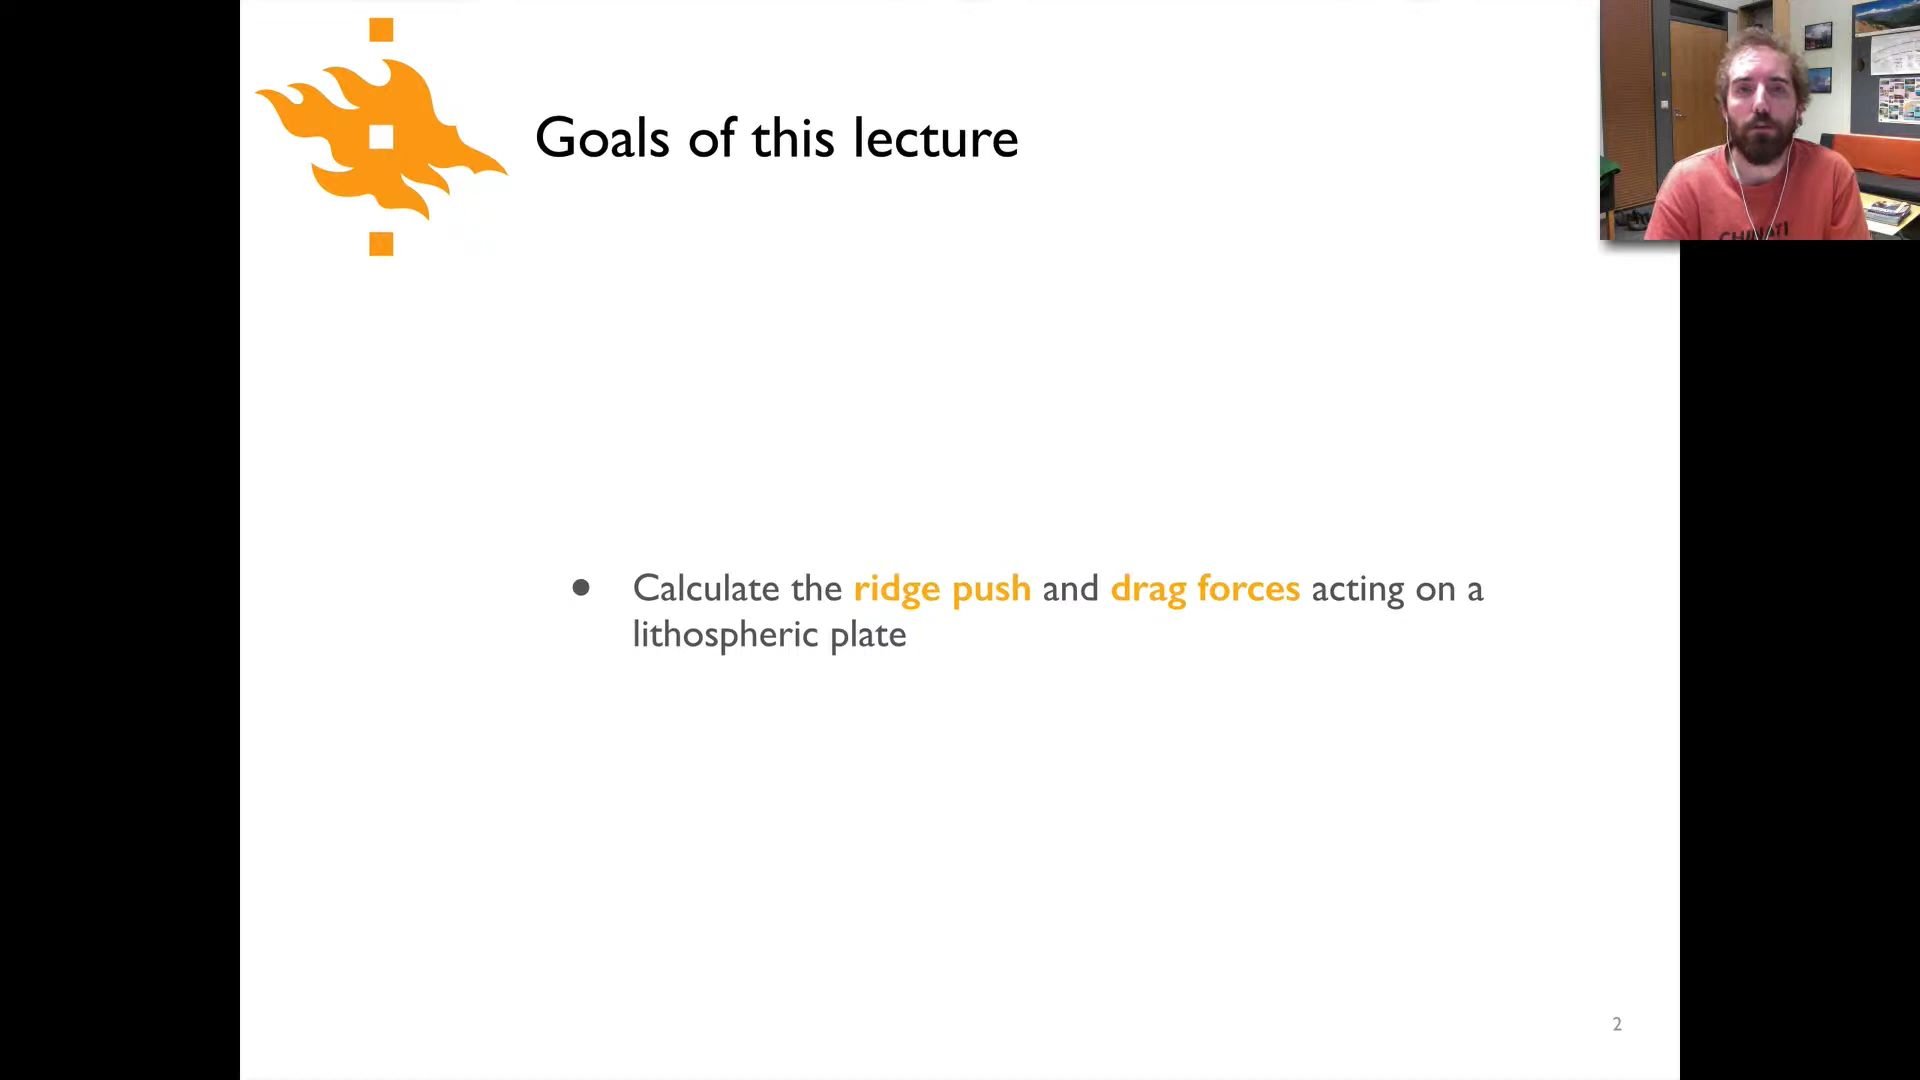 Goals of this lecture
● Calculate the ridge push and drag forces acting on a
lithospheric plate
2